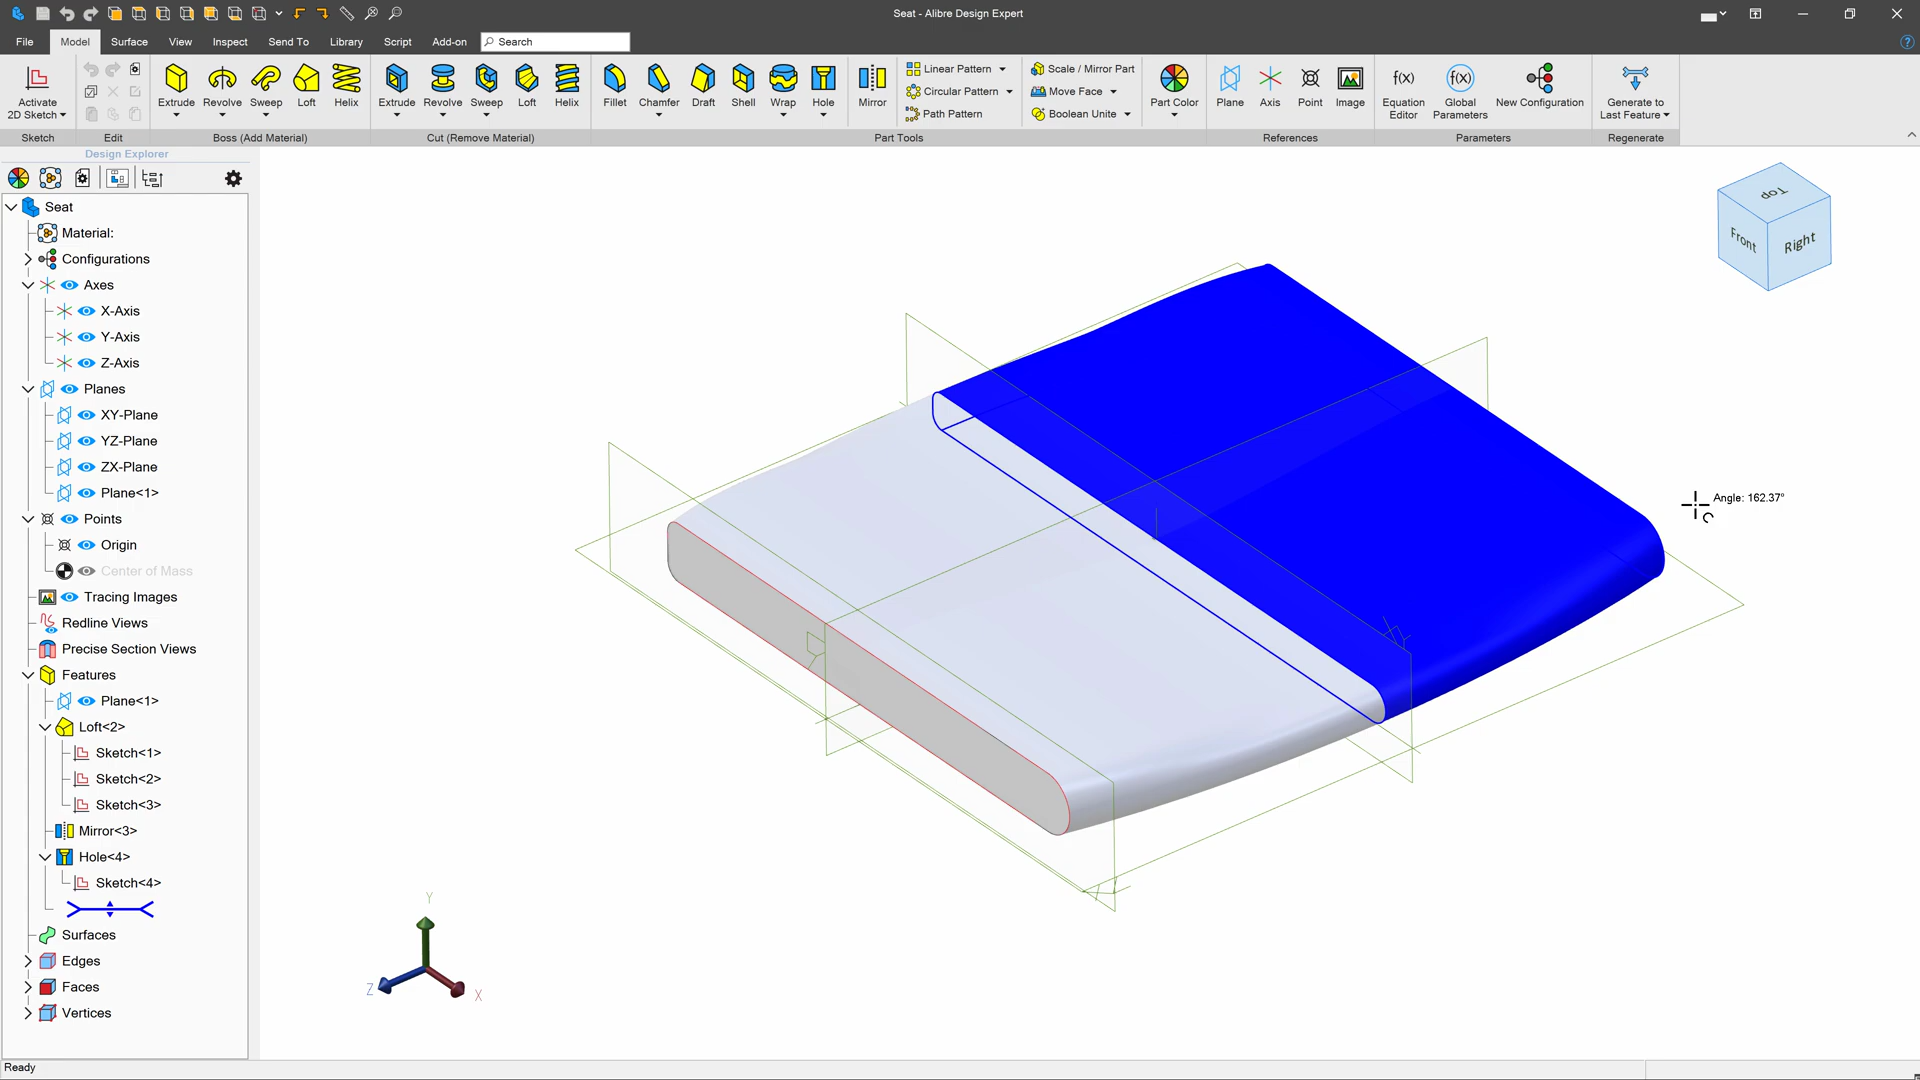 Seat - Alibre Design Expert
File Model Surface View Inspect Send To Library Script Add-on Search
Activate 2D Sketch
Extrude Revolve Sweep Loft Helix
Extrude Revolve Sweep Loft Helix
Fillet Chamfer Draft Shell Wrap Hole Mirror
Linear Pattern
Circular Pattern
Path Pattern
Scale / Mirror Part
Move Face
Boolean Unite
Part Color
Plane Axis Point Image
Equation Editor
Global Parameters
New Configuration
Generate to Last Feature
f(x) f(x)
Sketch Edit Boss (Add Material) Cut (Remove Material) Part Tools References Parameters Regenerate
Design Explorer
Seat
Material:
Configurations
Axes
X-Axis
Y-Axis
Z-Axis
Planes
XY-Plane
YZ-Plane
ZX-Plane
Plane<1>
Points
Origin
Center of Mass
Tracing Images
Redline Views
Precise Section Views
Features
Plane<1>
Loft<2>
Sketch<1>
Sketch<2>
Sketch<3>
Mirror<3>
Hole<4>
Sketch<4>
Surfaces
Edges
Faces
Vertices
Top
Front Right
Angle: 162.37°
Y
Z X
Ready